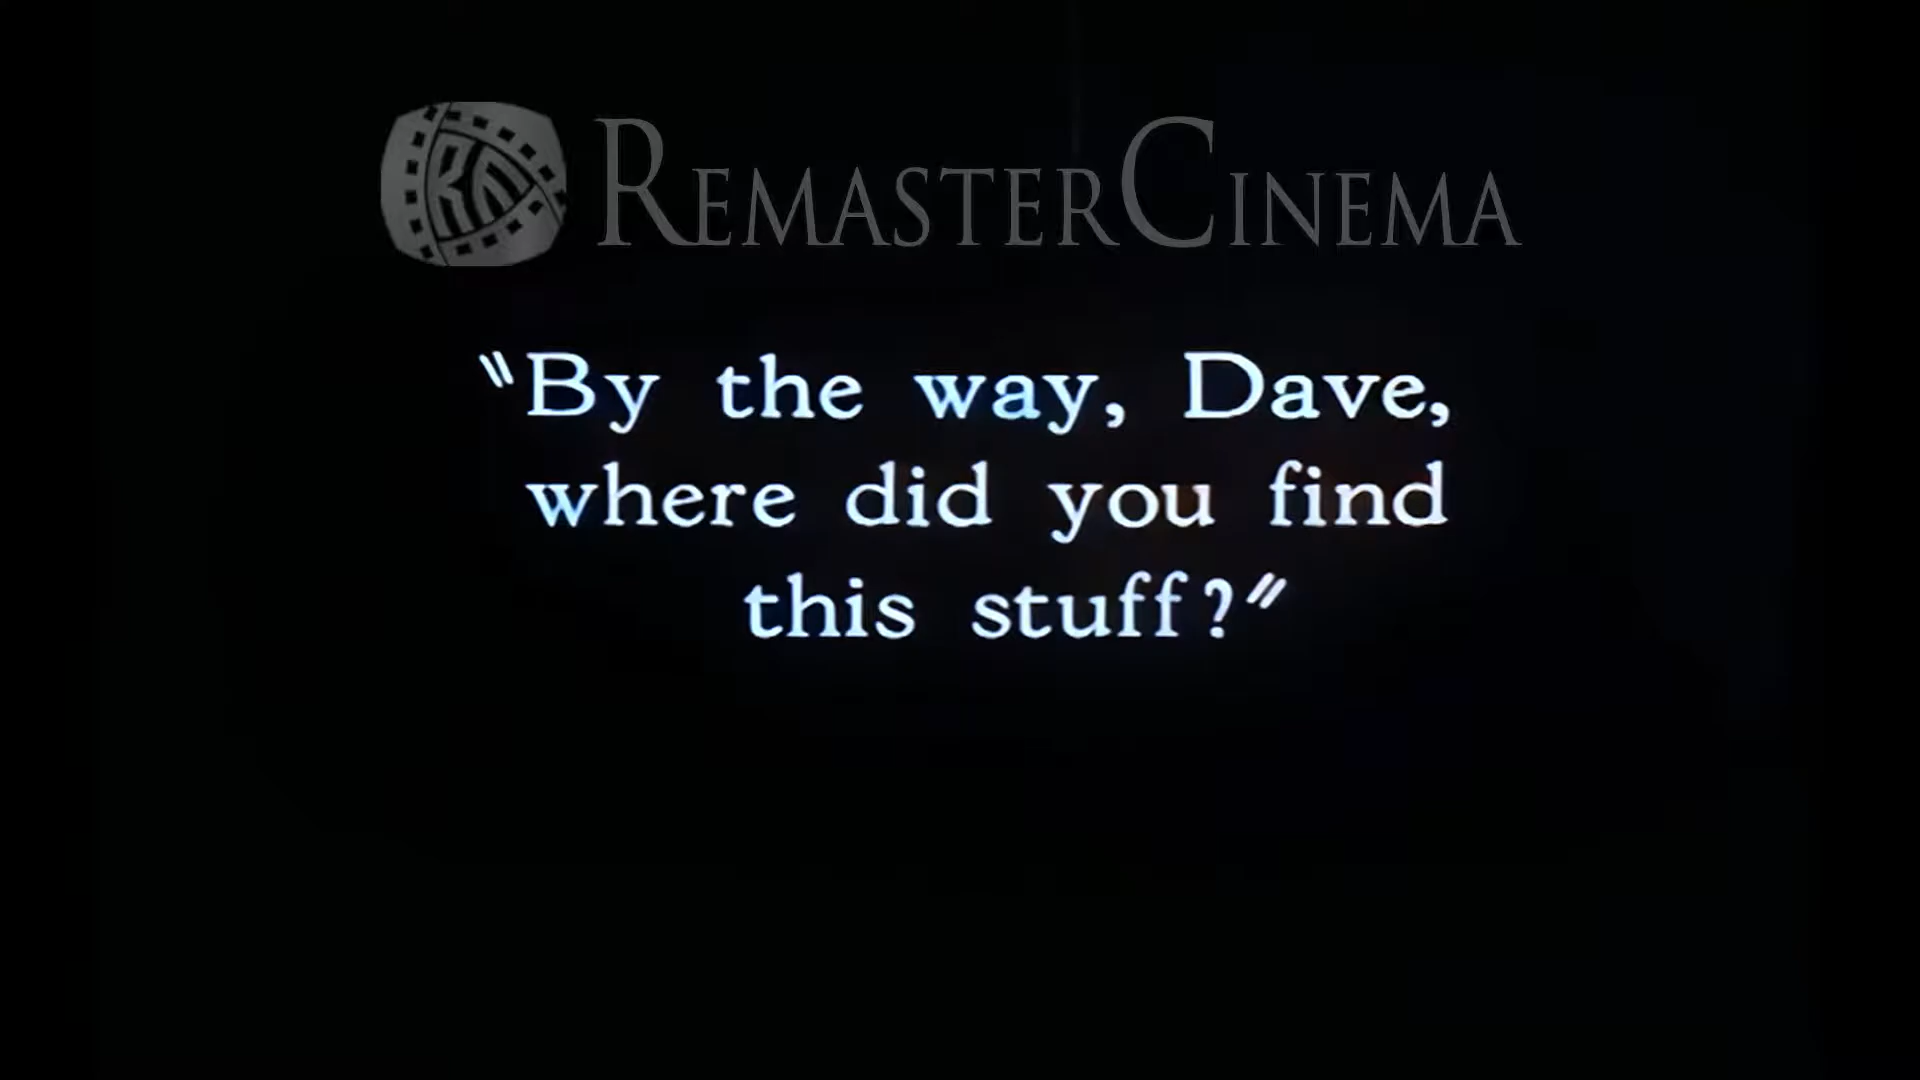 REMASTERCINEMA
"By the way, Dave,
where did you find
this stuff?"